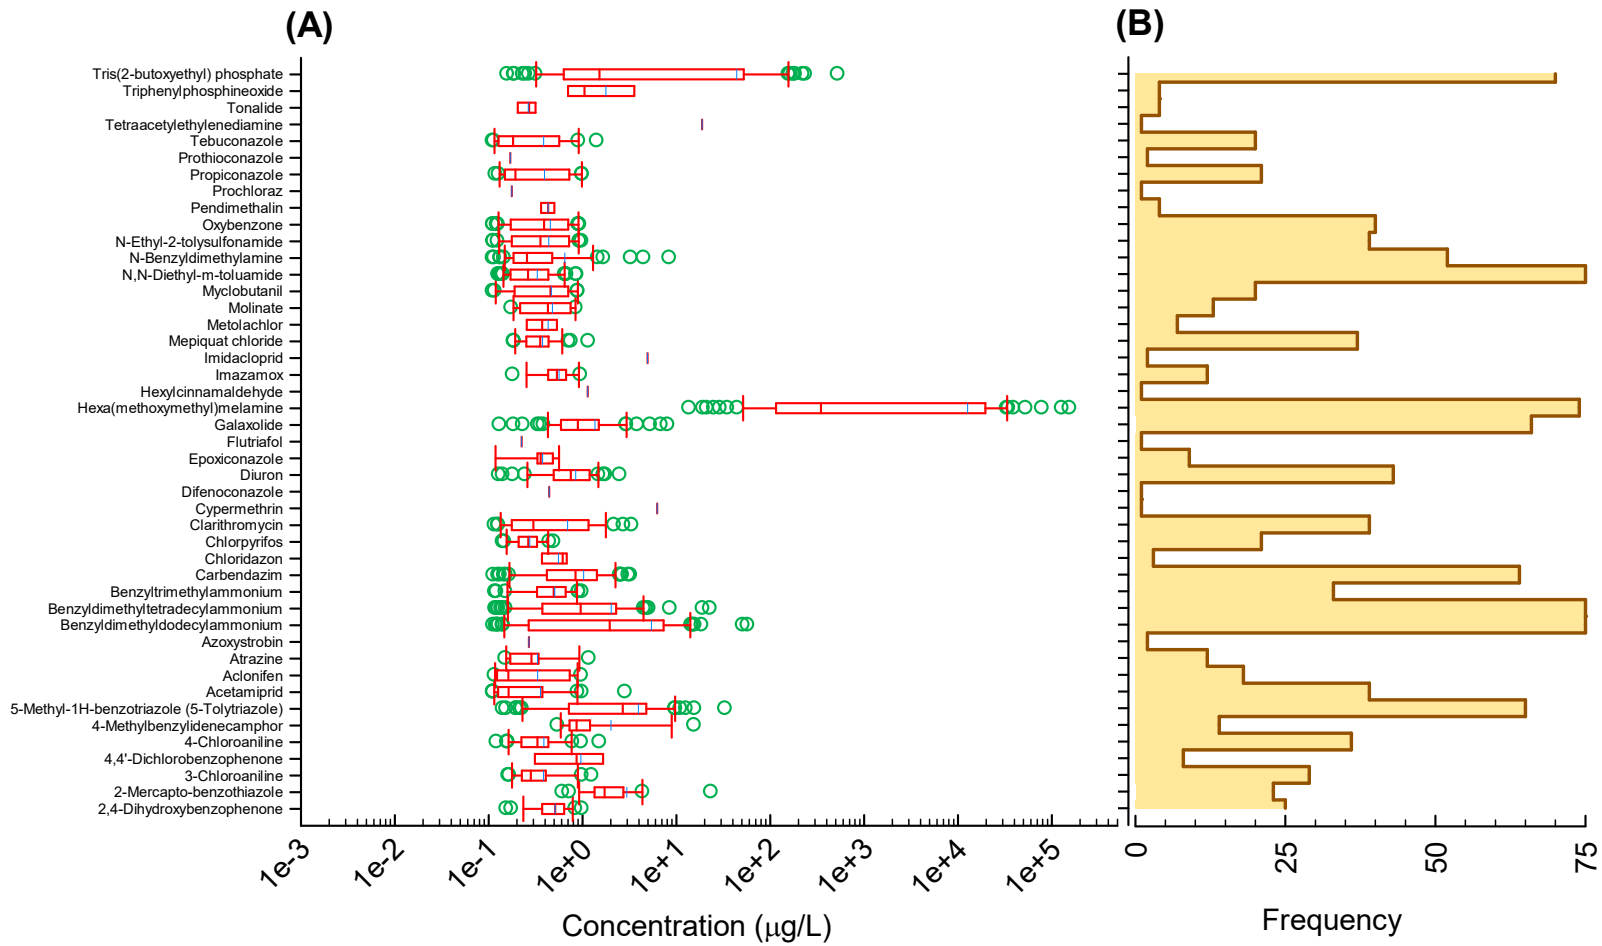 (A)
(B)
Tris(2-butoxyethyl) phosphate
Triphenylphosphineoxide
Tonalide
Tetraacetylethylenediamine
Tebuconazole
Prothioconazole
Propiconazole
Prochloraz
Pendimethalin
Oxybenzone
N-Ethyl-2-tolysulfonamide
N-Benzyldimethylamine
N,N-Diethyl-m-toluamide
Myclobutanil
Molinate
Metolachlor
Mepiquat chloride
Imidacloprid
Imazamox
Hexylcinnamaldehyde
Hexa(methoxymethyl)melamine
Galaxolide
Flutriafol
Epoxiconazole
Diuron
Difenoconazole
Cypermethrin
Clarithromycin
Chlorpyrifos
Chloridazon
Carbendazim
Benzyltrimethylammonium
Benzyldimethyltetradecylammonium
Benzyldimethyldodecylammonium
Azoxystrobin
Atrazine
Aclonifen
Acetamiprid
5-Methyl-1H-benzotriazole (5-Tolytriazole)
4-Methylbenzylidenecamphor
4-Chloroaniline
4,4'-Dichlorobenzophenone
3-Chloroaniline
2-Mercapto-benzothiazole
2,4-Dihydroxybenzophenone
1e-3 1e-2 1e-1 1e+0 1e+1 1e+2 1e+3 1e+4 1e+5
0 25 50 75
Concentration (μg/L)
Frequency